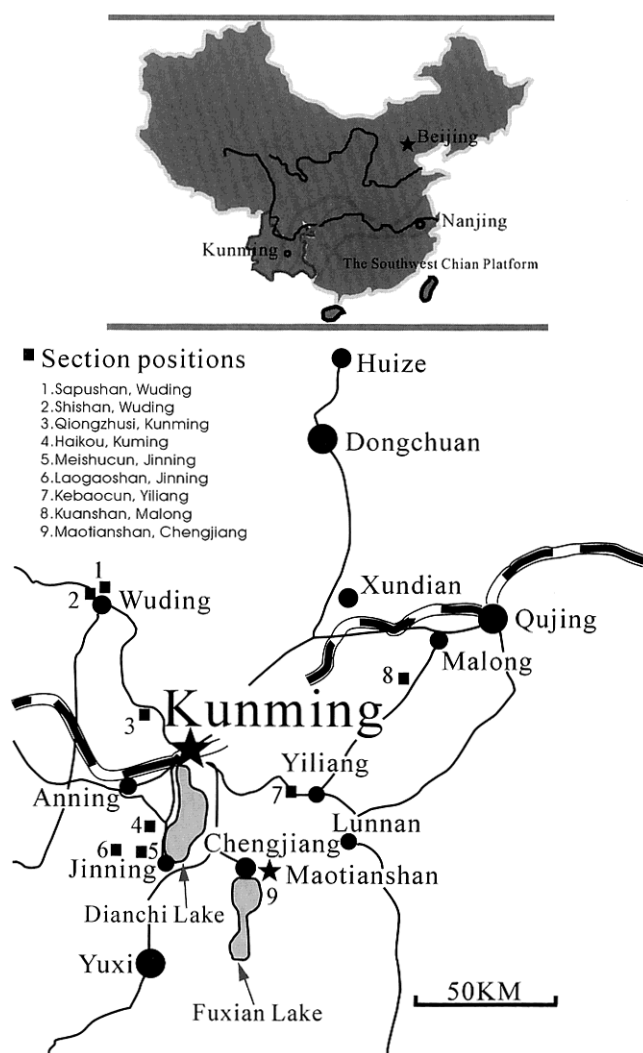 Beijing
Nanjing
Kunming
The Southwest Chian Platform
Section positions
1.Sapushan, Wuding
2.Shishan, Wuding
3.Qiongzhusi, Kunming
4.Haikou, Kuming
5.Meishucun, Jinning
6.Laogaoshan, Jinning
7.Kebaocun, Yiliang
8.Kuanshan, Malong
9.Maotianshan, Chengjiang
Huize
Dongchuan
1
2
Wuding
Xundian
Qujing
Malong
8
Kunming
3
Yiliang
Anning
7
Lunnan
4
Chengjiang
6
5
Jinning
Maotianshan
9
Dianchi Lake
Yuxi
50KM
Fuxian Lake